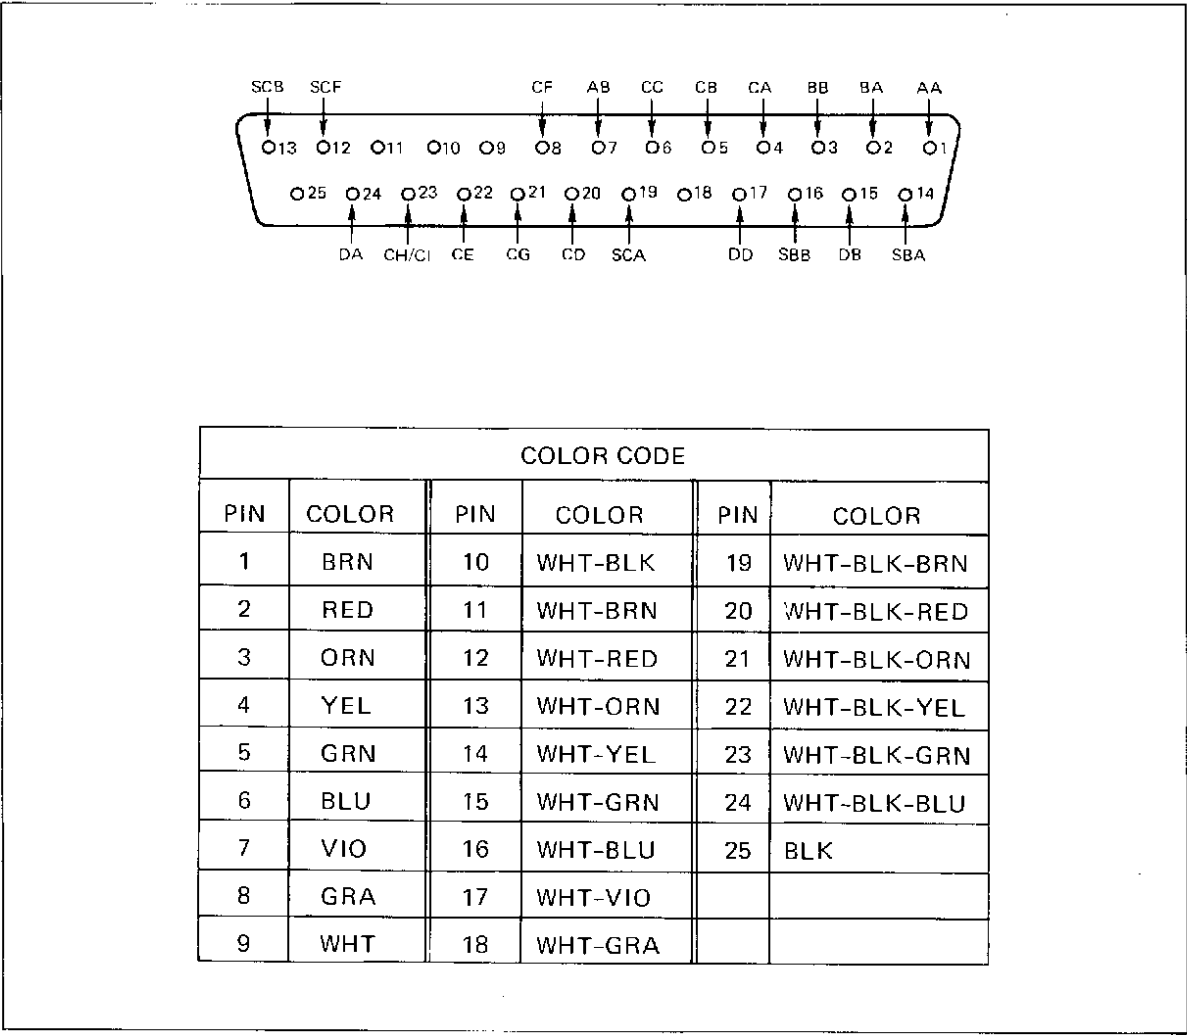 SCB SCF CF AB CC CB CA BB BA AA
13 12 11 10 9 8 7 6 5 4 3 2 1
25 24 23 22 21 20 19 18 17 16 15 14
DA CH/CI CE CG CD SCA DD SBB DB SBA
COLOR CODE
PIN COLOR PIN COLOR PIN COLOR
1 BRN 10 WHT-BLK 19 WHT-BLK-BRN
2 RED 11 WHT-BRN 20 WHT-BLK-RED
3 ORN 12 WHT-RED 21 WHT-BLK-ORN
4 YEL 13 WHT-ORN 22 WHT-BLK-YEL
5 GRN 14 WHT-YEL 23 WHT-BLK-GRN
6 BLU 15 WHT-GRN 24 WHT-BLK-BLU
7 VIO 16 WHT-BLU 25 BLK
8 GRA 17 WHT-VIO
9 WHT 18 WHT-GRA